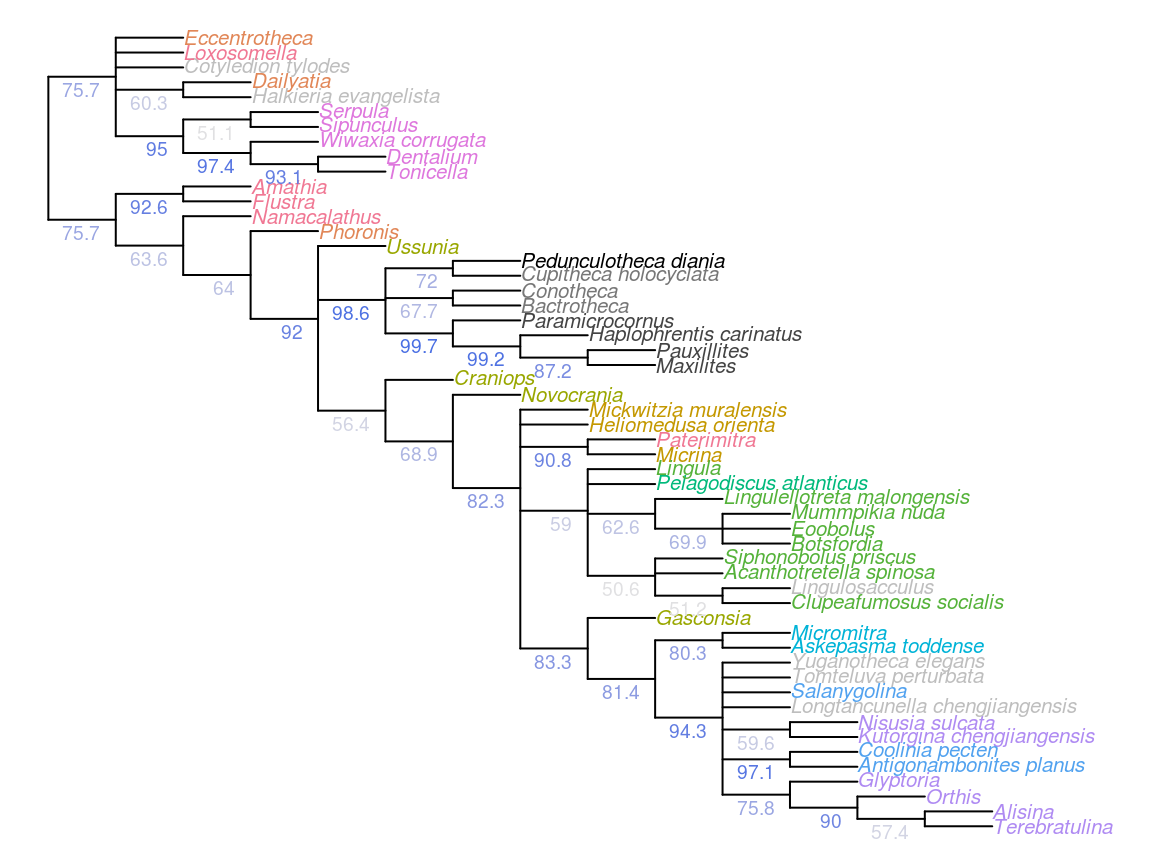 Eccentrotheca
Loxosomella
Cotyledion tylodes
75.7
Dailyatia
60.3
Halkieria evangelista
Serpula
51.1
Sipunculus
95
Wiwaxia corrugata
97.4
Dentalium
93.1
Tonicella
Amathia
92.6
Flustra
Namacalathus
75.7
Phoronis
63.6
Ussunia
64
Pedunculotheca diania
72
Cupitheca holocyclata
Conotheca
67.7
Bactrotheca
98.6
Paramicrocornus
92
Haplophrentis carinatus
99.7
Pauxillites
99.2
Maxilites
87.2
Craniops
56.4
Novocrania
Mickwitzia muralensis
Heliomedusa orienta
68.9
Paterimitra
90.8
Micrina
Lingula
82.3
Pelagodiscus atlanticus
59
Lingulellotreta malongensis
62.6
Mummpikia nuda
Eoobolus
69.9
Botsfordia
Siphonobolus priscus
Acanthotretella spinosa
50.6
Lingulosacculus
51.2
Clupeafumosus socialis
Gasconsia
83.3
Micromitra
80.3
Askepasma toddense
Yuganotheca elegans
81.4
Tomteluva perturbata
Salanygolina
Longtancunella chengjiangensis
94.3
Nisusia sulcata
59.6
Kutorgina chengjiangensis
Coolinia pecten
97.1
Antigonambonites planus
Glyptoria
75.8
Orthis
90
Alisina
57.4
Terebratulina